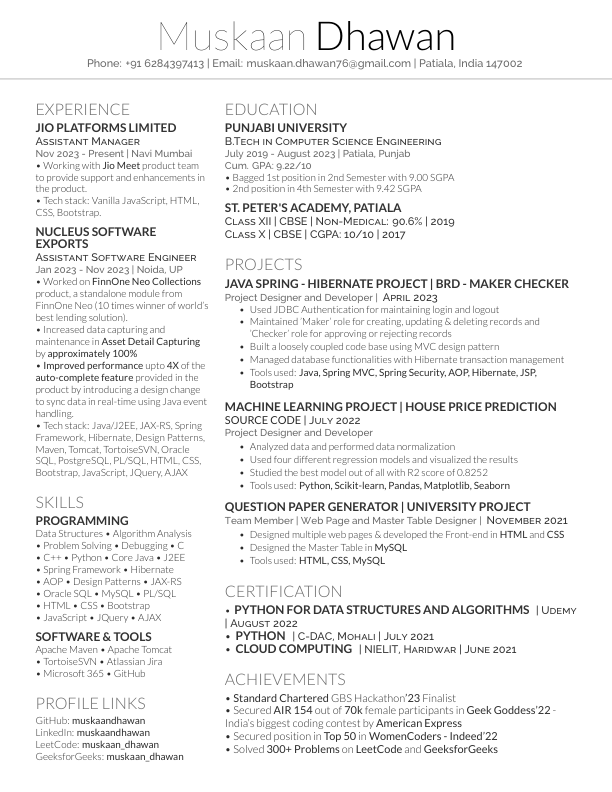 Muskaan Dhawan
Phone: +91 6284397413 | Email: muskaan.dhawan76@gmail.com | Patiala, India 147002
EXPERIENCE
JIO PLATFORMS LIMITED
ASSISTANT MANAGER
Nov 2023 - Present | Navi Mumbai
• Working with Jio Meet product team
to provide support and enhancements in
the product.
• Tech stack: Vanilla JavaScript, HTML,
CSS, Bootstrap.
NUCLEUS SOFTWARE
EXPORTS
ASSISTANT SOFTWARE ENGINEER
Jan 2023 - Nov 2023 | Noida, UP
• Worked on FinnOne Neo Collections
product, a standalone module from
FinnOne Neo (10 times winner of world's
best lending solution).
• Increased data capturing and
maintenance in Asset Detail Capturing
by approximately 100%
• Improved performance upto 4X of the
auto-complete feature provided in the
product by introducing a design change
to sync data in real-time using Java event
handling.
• Tech stack: Java/J2EE, JAX-RS, Spring
Framework, Hibernate, Design Patterns,
Maven, Tomcat, TortoiseSVN, Oracle
SQL, PostgreSQL, PL/SQL, HTML, CSS,
Bootstrap, JavaScript, JQuery, AJAX
SKILLS
PROGRAMMING
Data Structures • Algorithm Analysis
• Problem Solving • Debugging • C
• C++ • Python • Core Java • J2EE
• Spring Framework • Hibernate
• AOP • Design Patterns • JAX-RS
• Oracle SQL • MySQL • PL/SQL
• HTML • CSS • Bootstrap
• JavaScript • JQuery • AJAX
SOFTWARE & TOOLS
Apache Maven • Apache Tomcat
• TortoiseSVN • Atlassian Jira
• Microsoft 365 • GitHub
PROFILE LINKS
GitHub: muskaandhawan
LinkedIn: muskaandhawan
LeetCode: muskaan_dhawan
GeeksforGeeks: muskaan_dhawan
EDUCATION
PUNJABI UNIVERSITY
B.TECH IN COMPUTER SCIENCE ENGINEERING
July 2019 - August 2023 | Patiala, Punjab
Cum. GPA: 9.22/10
• Bagged 1st position in 2nd Semester with 9.00 SGPA
• 2nd position in 4th Semester with 9.42 SGPA
ST. PETER'S ACADEMY, PATIALA
CLASS XII | CBSE | NON-MEDICAL: 90.6% | 2019
CLASS X | CBSE | CGPA: 10/10 | 2017
PROJECTS
JAVA SPRING - HIBERNATE PROJECT | BRD - MAKER CHECKER
Project Designer and Developer | APRIL 2023
• Used JDBC Authentication for maintaining login and logout
• Maintained 'Maker' role for creating, updating & deleting records and
'Checker' role for approving or rejecting records
• Built a loosely coupled code base using MVC design pattern
• Managed database functionalities with Hibernate transaction management
• Tools used: Java, Spring MVC, Spring Security, AOP, Hibernate, JSP,
Bootstrap
MACHINE LEARNING PROJECT | HOUSE PRICE PREDICTION
SOURCE CODE | JULY 2022
Project Designer and Developer
• Analyzed data and performed data normalization
• Used four different regression models and visualized the results
• Studied the best model out of all with R2 score of 0.8252
• Tools used: Python, Scikit-learn, Pandas, Matplotlib, Seaborn
QUESTION PAPER GENERATOR | UNIVERSITY PROJECT
Team Member | Web Page and Master Table Designer | NOVEMBER 2021
• Designed multiple web pages & developed the Front-end in HTML and CSS
• Designed the Master Table in MySQL
• Tools used: HTML, CSS, MySQL
CERTIFICATION
• PYTHON FOR DATA STRUCTURES AND ALGORITHMS | UDEMY
| AUGUST 2022
• PYTHON | C-DAC, MOHALI | JULY 2021
• CLOUD COMPUTING | NIELIT, HARIDWAR | JUNE 2021
ACHIEVEMENTS
• Standard Chartered GBS Hackathon'23 Finalist
• Secured AIR 154 out of 70k female participants in Geek Goddess'22 -
India's biggest coding contest by American Express
• Secured position in Top 50 in WomenCoders - Indeed'22
• Solved 300+ Problems on LeetCode and GeeksforGeeks